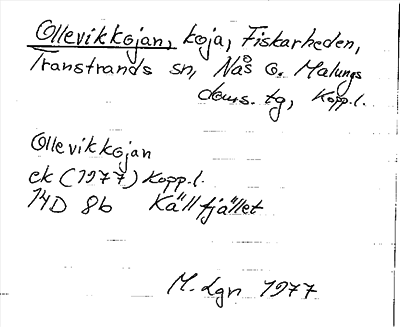 Ollevikkojan, koja, Fiskarheden,
Transtrands sn, Nås o. Malungs
doms. tg, Kopp.l.
Ollevikkojan
ek (1977) Kopp.l.
14D 8b Källfjället
M. Lgn 1977